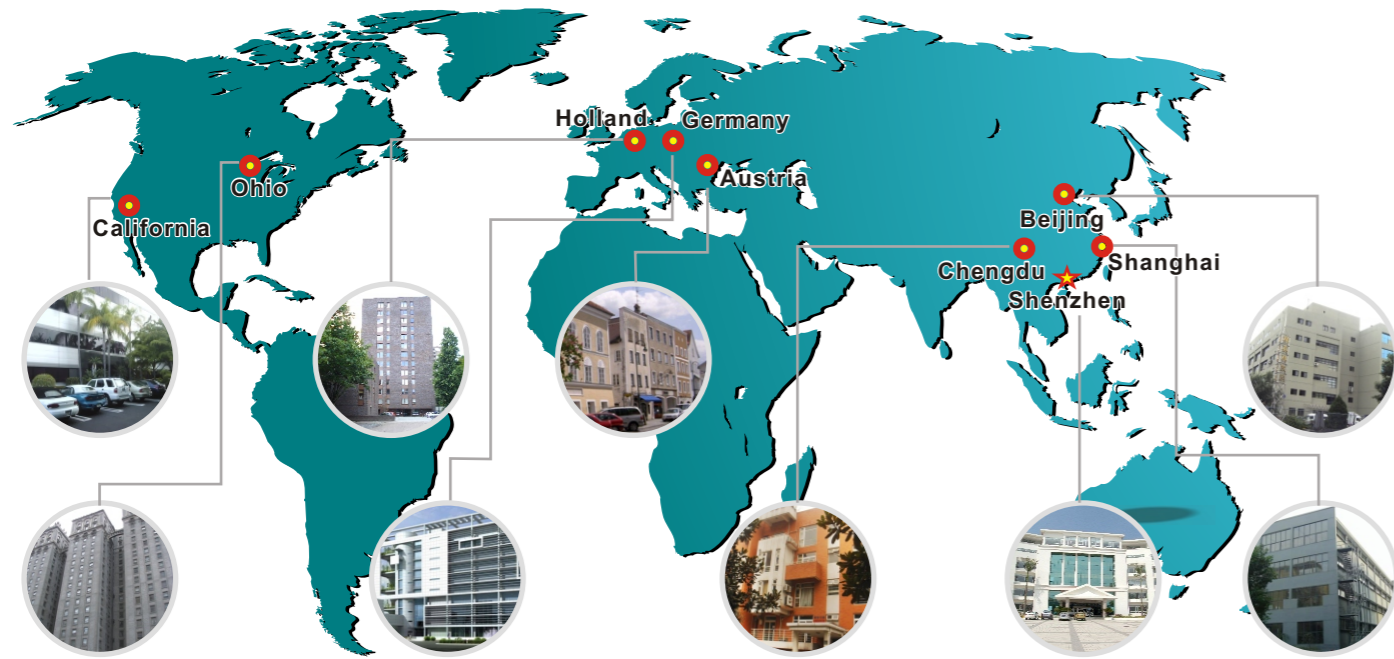 Holland
Germany
Austria
Ohio
California
Beijing
Shanghai
Chengdu
Shenzhen